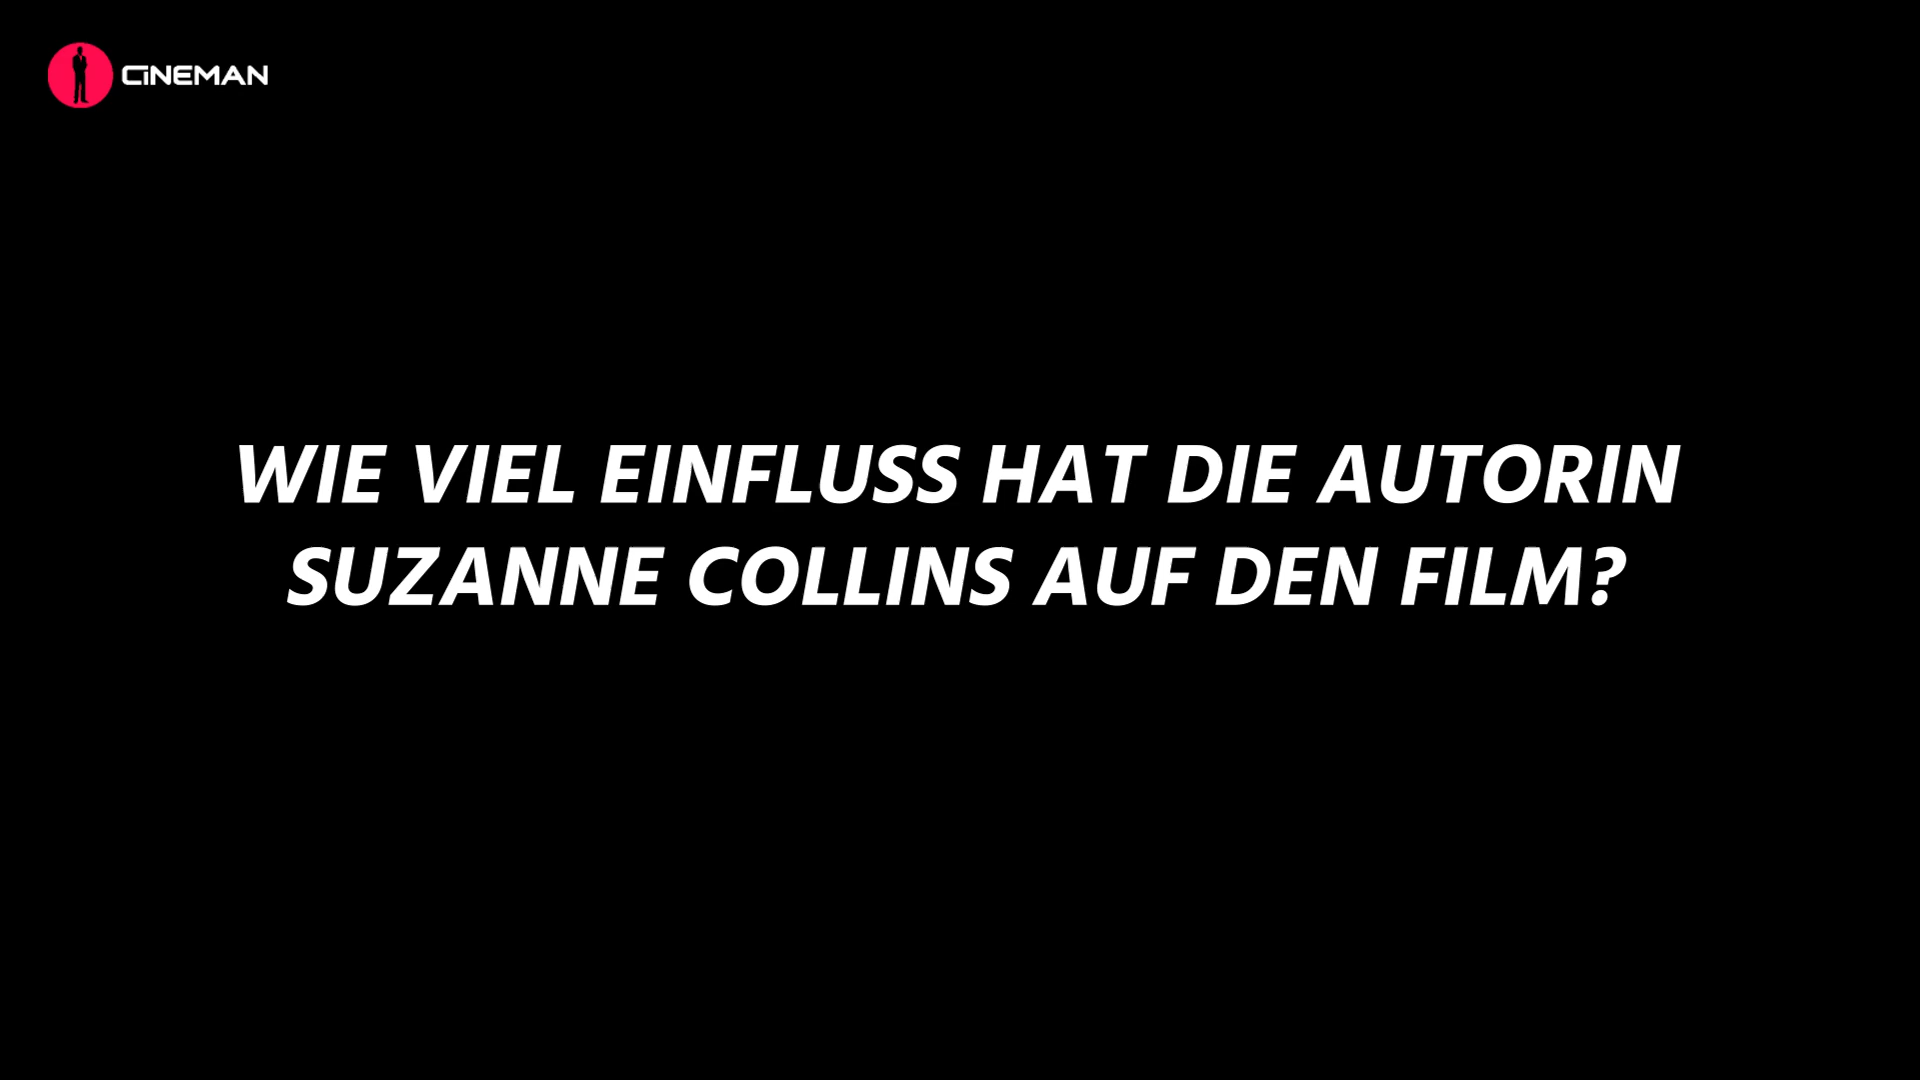 CINEMAN
WIE VIEL EINFLUSS HAT DIE AUTORIN
SUZANNE COLLINS AUF DEN FILM?